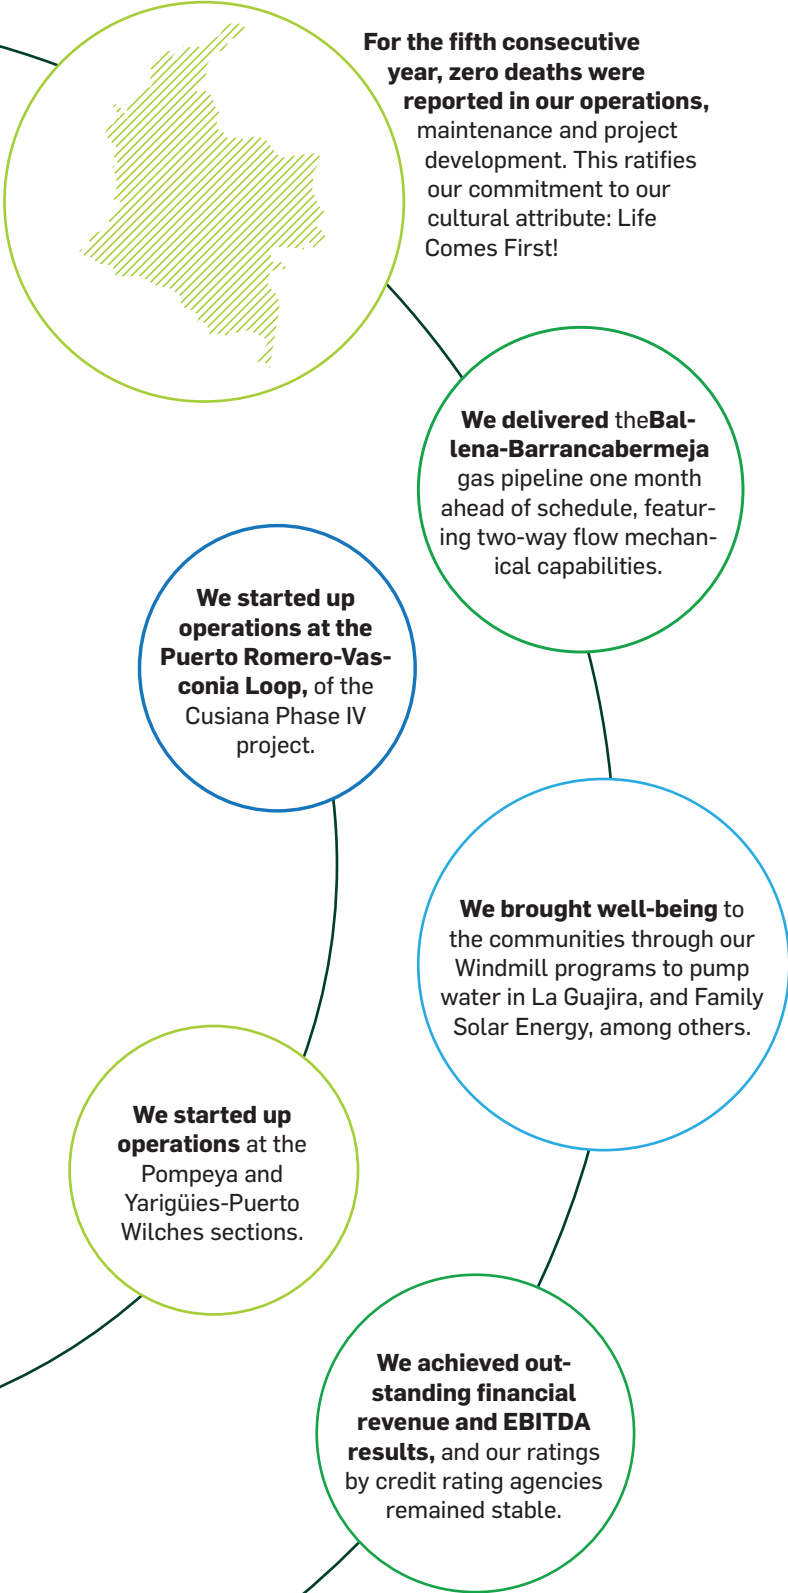 For the fifth consecutive
year, zero deaths were
reported in our operations,
maintenance and project
development. This ratifies
our commitment to our
cultural attribute: Life
Comes First!
We delivered theBal-
lena-Barrancabermeja
gas pipeline one month
ahead of schedule, featur-
ing two-way flow mechan-
ical capabilities.
We started up
operations at the
Puerto Romero-Vas-
conia Loop, of the
Cusiana Phase IV
project.
We brought well-being to
the communities through our
Windmill programs to pump
water in La Guajira, and Family
Solar Energy, among others.
We started up
operations at the
Pompeya and
Yarigüies-Puerto
Wilches sections.
We achieved out-
standing financial
revenue and EBITDA
results, and our ratings
by credit rating agencies
remained stable.